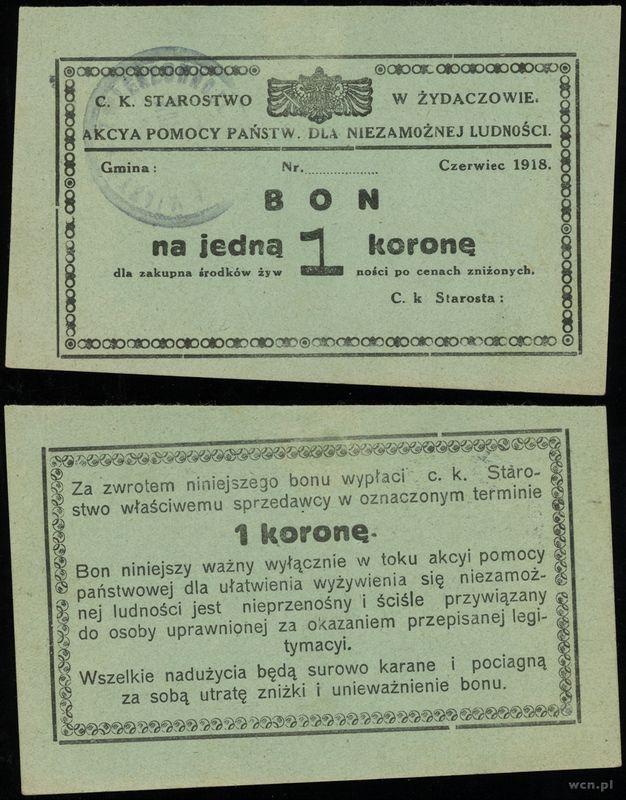 C. K. STAROSTWO W ŻYDACZOWIE.
AKCYA POMOCY PAŃSTW. DLA NIEZAMOŻNEJ LUDNOŚCI.
Gmina: Nr. Czerwiec 1918.
BON
na jedną 1 koronę
dla zakupna środków żyw ności po cenach zniżonych.
C. k Starosta:
Za zwrotem niniejszego bonu wypłaci c. k. Staro-
stwo właściwemu sprzedawcy w oznaczonym terminie
1 koronę.
Bon niniejszy ważny wyłącznie w toku akcyi pomocy
państwowej dla ułatwienia wyżywienia się niezamoż-
nej ludności jest nieprzenośny i ściśle przywiązany
do osoby uprawnionej za okazaniem przepisanej legi-
tymacyi.
Wszelkie nadużycia będą surowo karane i pociągną
za sobą utratę zniżki i unieważnienie bonu.
wcn.pl